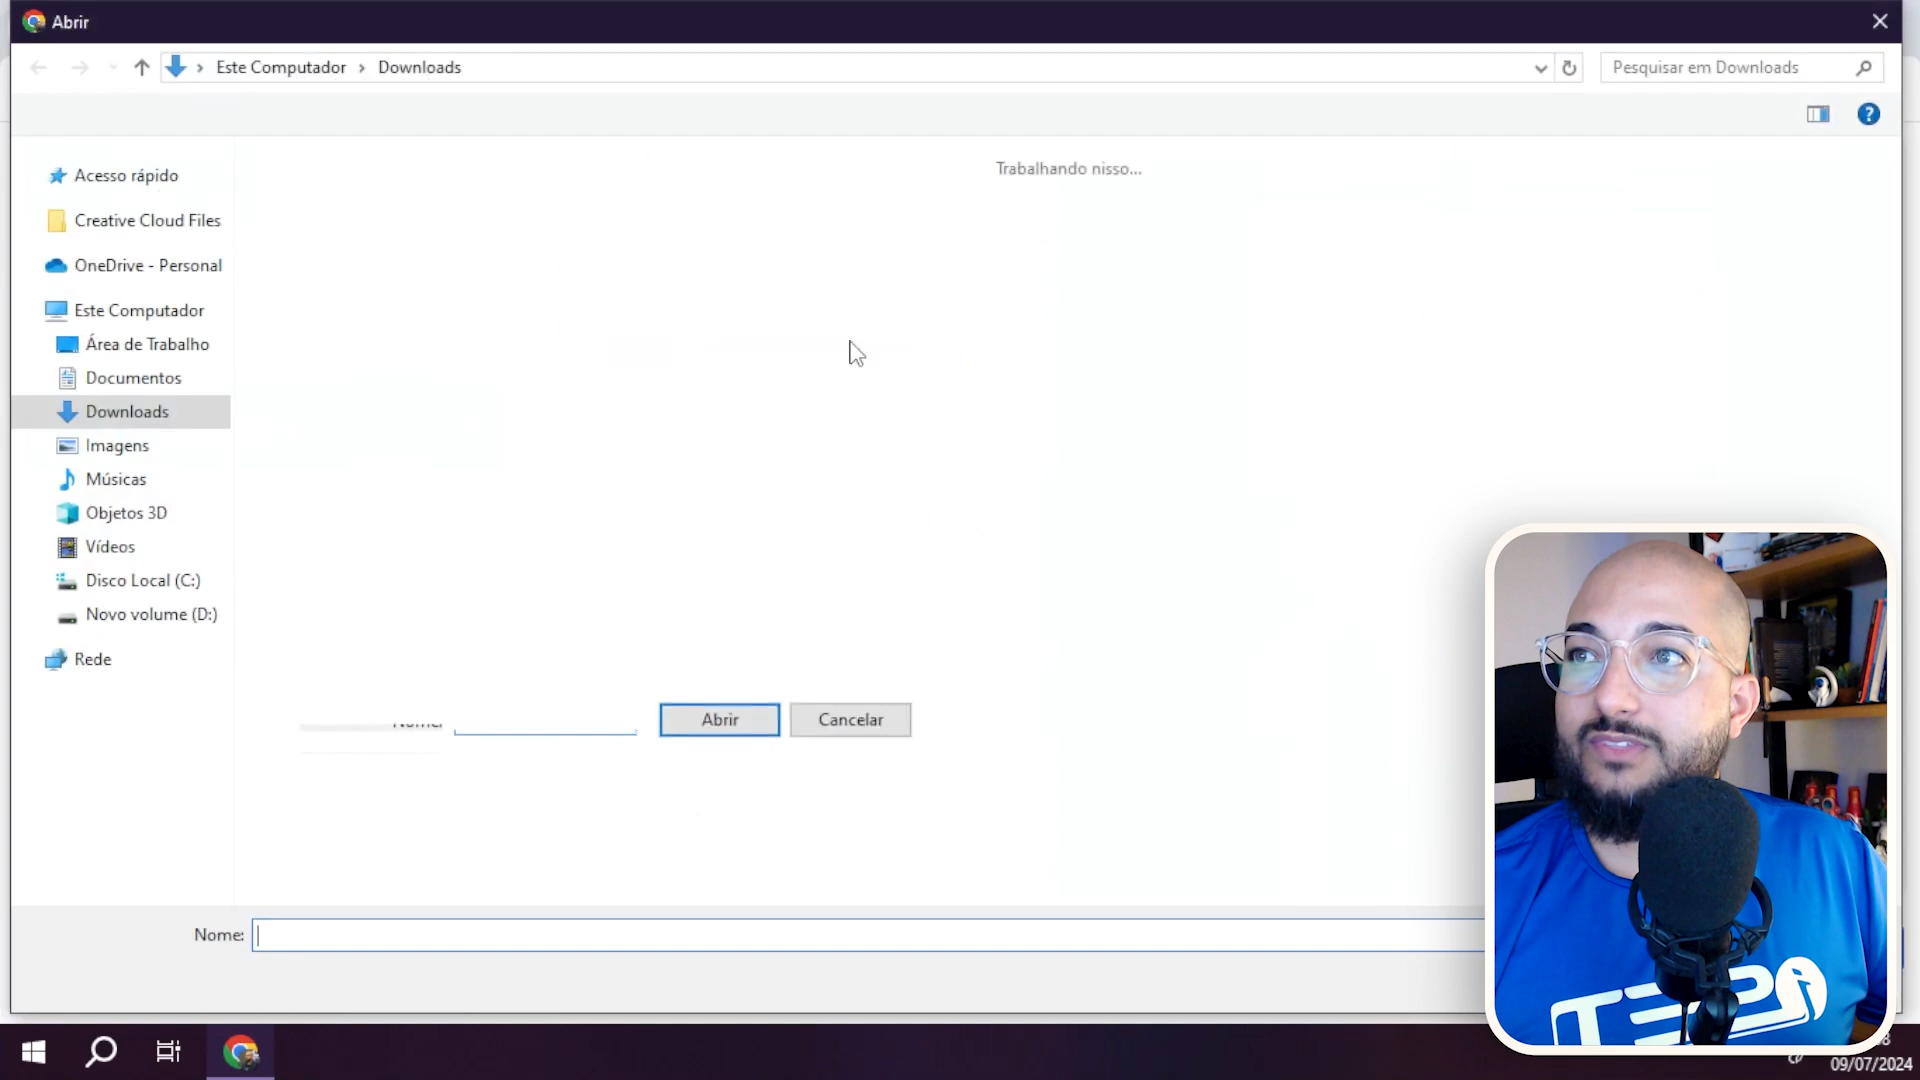 Abrir
Este Computador > Downloads
Pesquisar em Downloads
Trabalhando nisso...
Acesso rápido
Creative Cloud Files
OneDrive - Personal
Este Computador
Área de Trabalho
Documentos
Downloads
Imagens
Músicas
Objetos 3D
Vídeos
Disco Local (C:)
Novo volume (D:)
Rede
Abrir
Cancelar
Nome:
09/07/2024